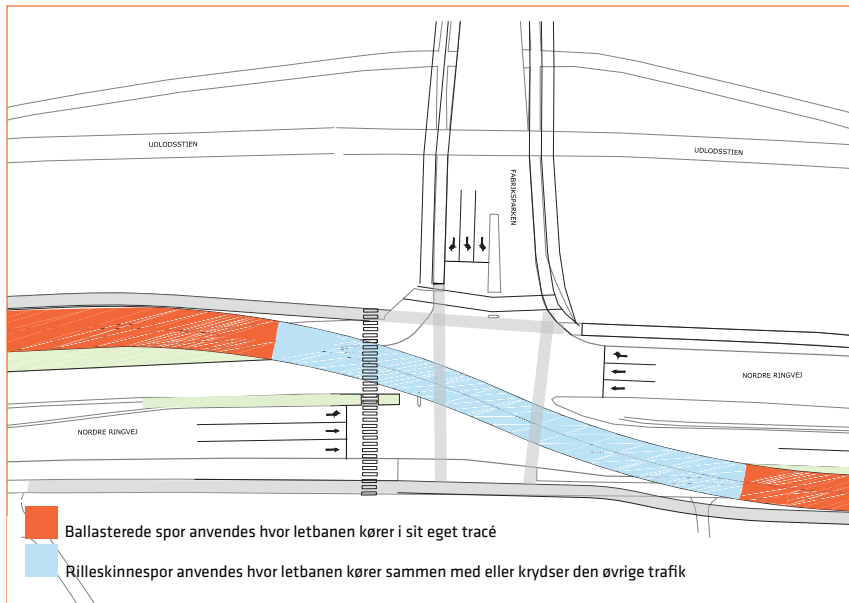 UDLODSSTIEN
UDLODSSTIEN
FABRIKSPARKEN
NORDRE RINGVEJ
NORDRE RINGVEJ
Ballasterede spor anvendes hvor letbanen kører i sit eget tracé
Rilleskinnespor anvendes hvor letbanen kører sammen med eller krydser den øvrige trafik